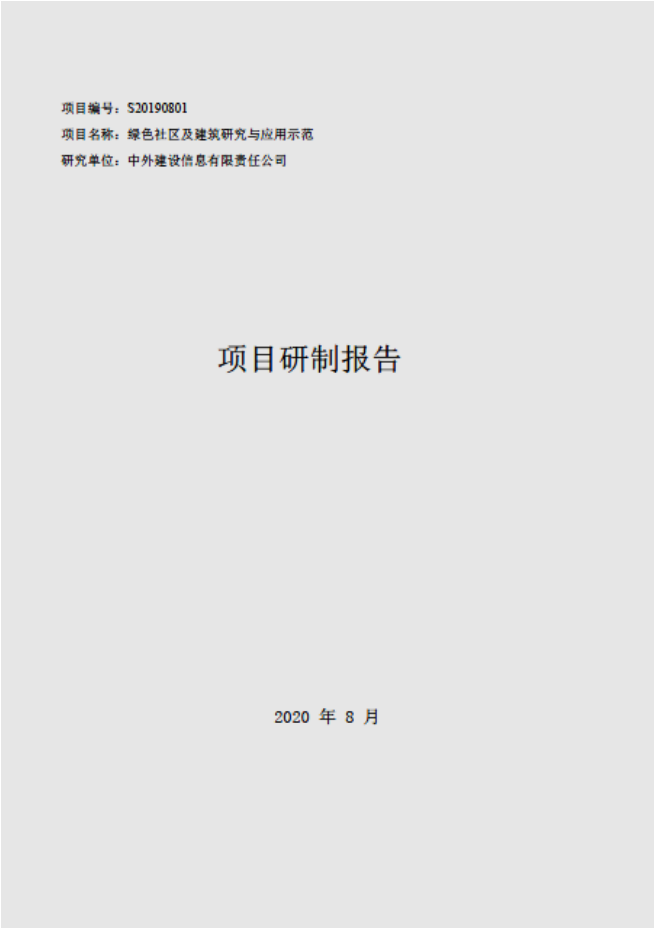 项目编号：S20190801
项目名称：绿色社区及建筑研究与应用示范
研究单位：中外建设信息有限责任公司
项目研制报告
2020 年 8 月